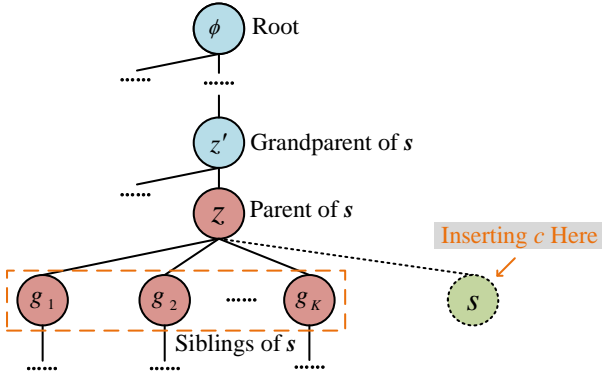 ϕ Root
...... ......
z′ Grandparent of s
......
z Parent of s
Inserting c Here
g1 g2 ...... gK s
Siblings of s
...... ...... ......